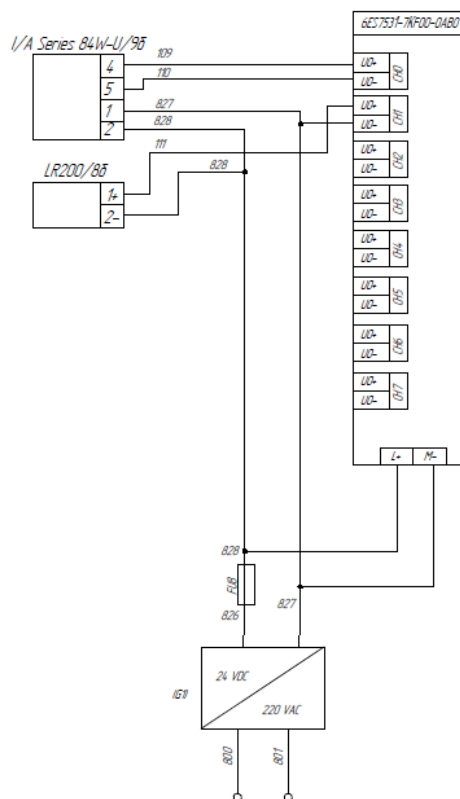 I/A Series 84W-U/9б
4
5
1
2
109
110
827
828
LR200/8б
1+
2-
111
828
6ES7531-7KF00-0AB0
U0+
U0-
CH0
U0+
U0-
CH1
U0+
U0-
CH2
U0+
U0-
CH3
U0+
U0-
CH4
U0+
U0-
CH5
U0+
U0-
CH6
U0+
U0-
CH7
L+
M-
828
FU8
826
827
(G1)
24 VDC
220 VAC
800
801